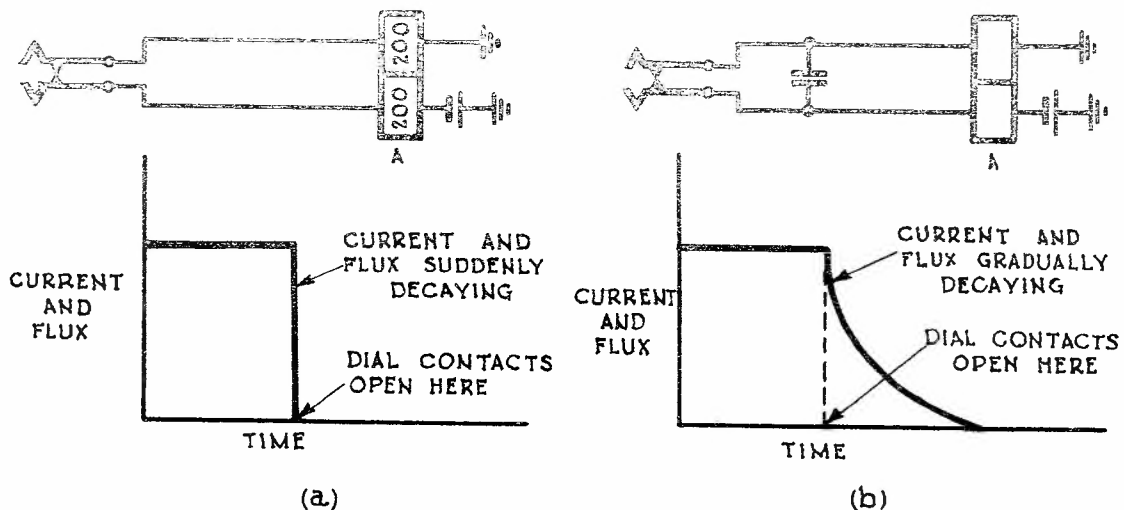 200
200
A
A
CURRENT AND
FLUX SUDDENLY
DECAYING
CURRENT
AND
FLUX
DIAL CONTACTS
OPEN HERE
TIME
(a)
CURRENT AND
FLUX GRADUALLY
DECAYING
CURRENT
AND
FLUX
DIAL CONTACTS
OPEN HERE
TIME
(b)